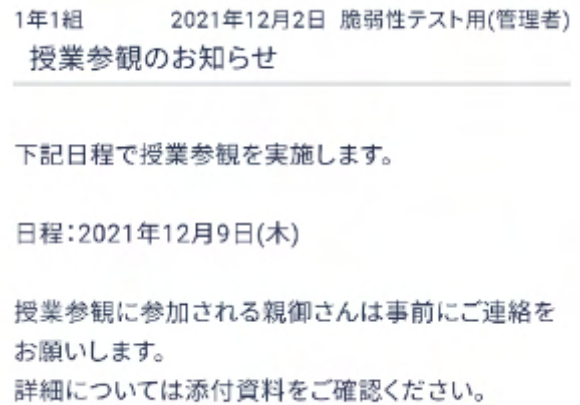 1年1組 2021年12月2日 脆弱性テスト用(管理者)
授業参観のお知らせ
下記日程で授業参観を実施します。
日程：2021年12月9日(木)
授業参観に参加される親御さんは事前にご連絡を
お願いします。
詳細については添付資料をご確認ください。